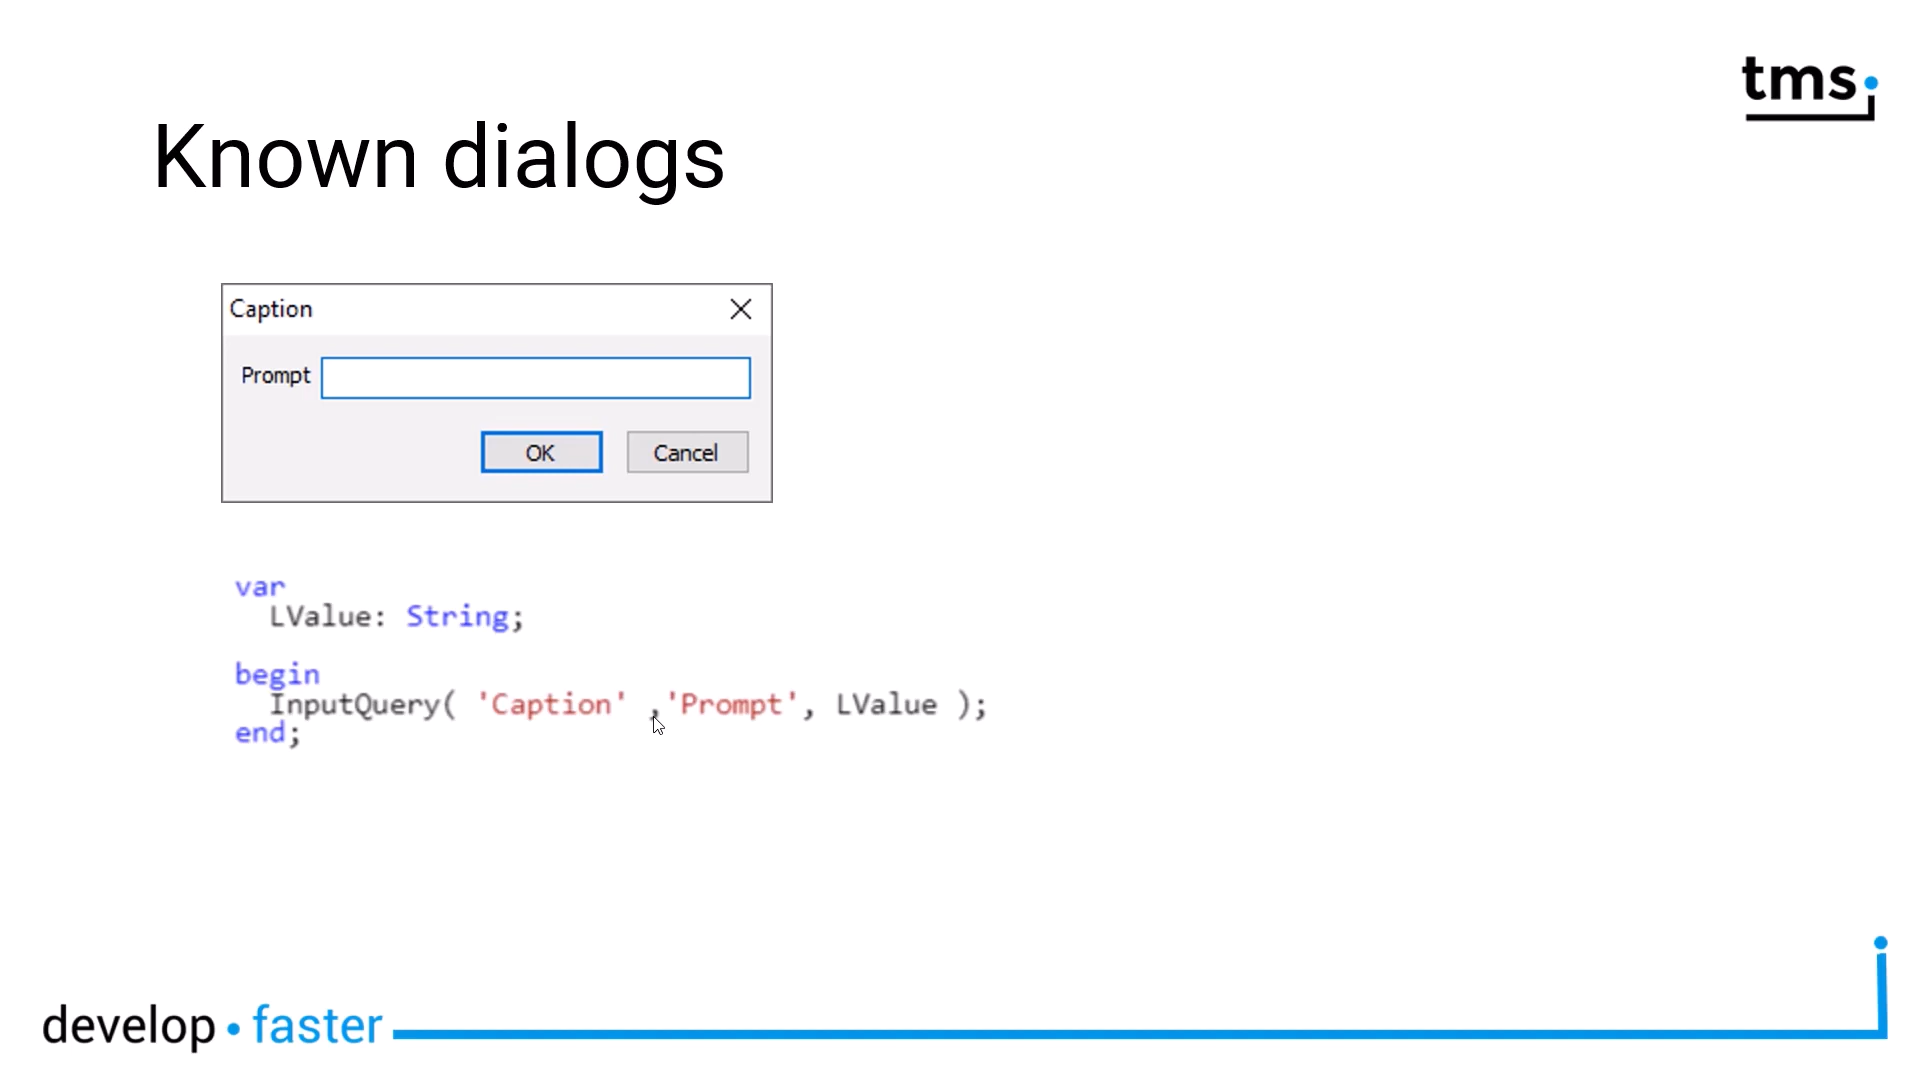 tms
Known dialogs
Caption
Prompt
OK Cancel
var
LValue: String;
begin
InputQuery( 'Caption' ,'Prompt', LValue );
end;
develop • faster